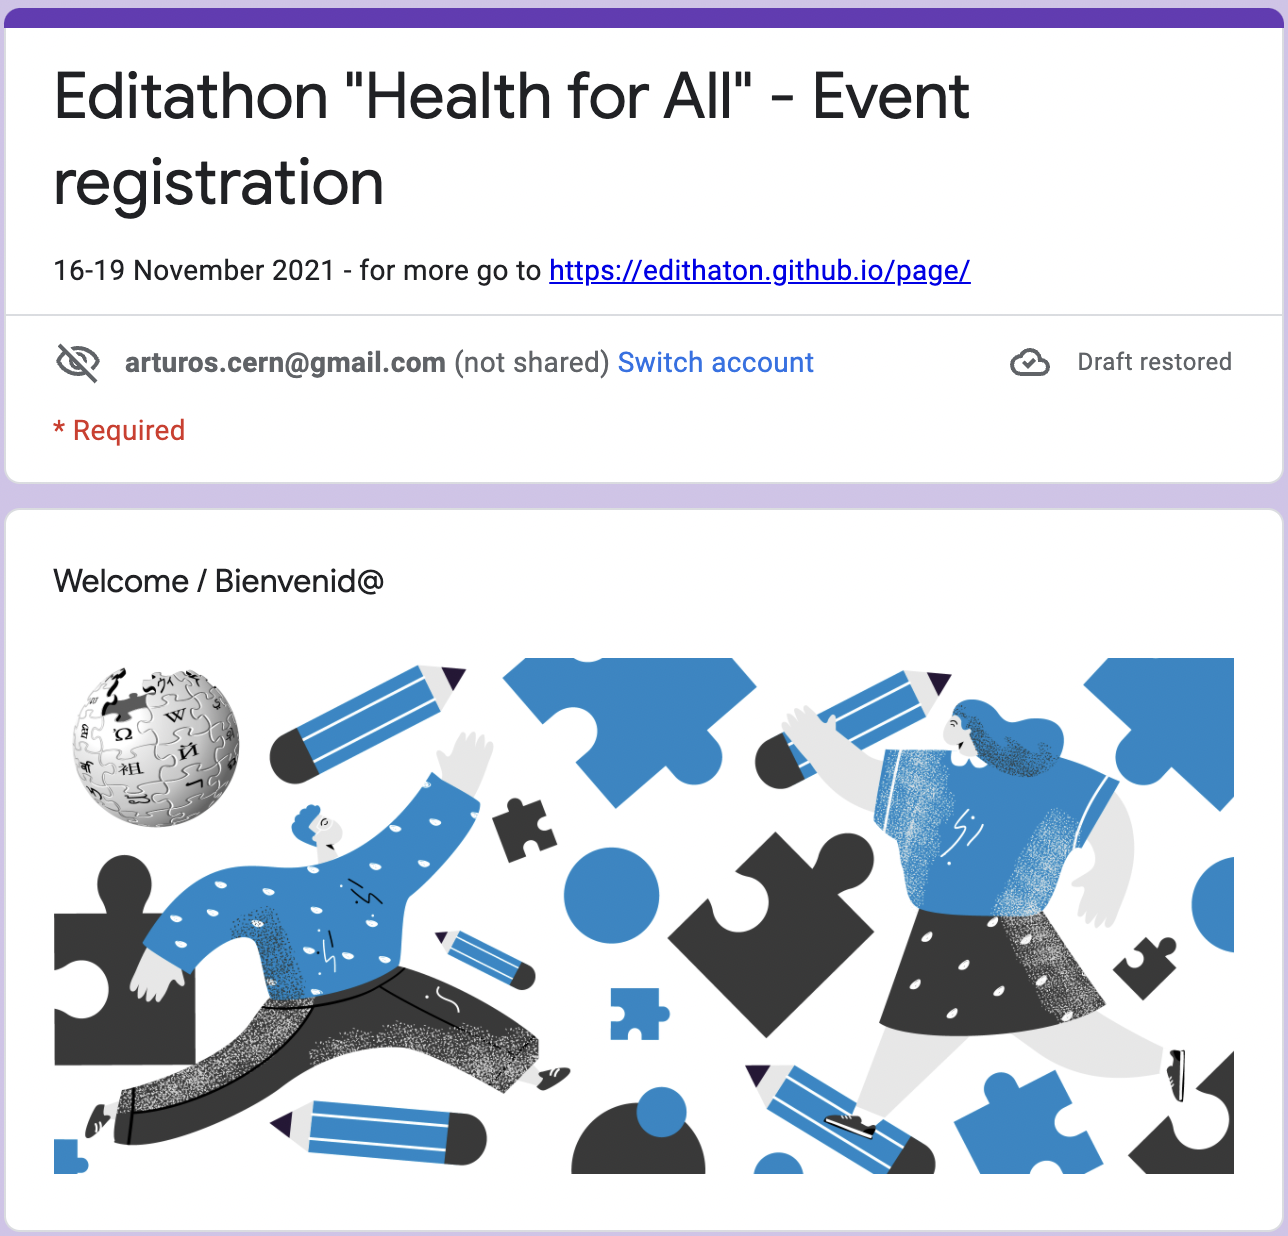 Editathon "Health for All" - Event
registration
16-19 November 2021 - for more go to https://edithaton.github.io/page/
arturos.cern@gmail.com (not shared) Switch account
Draft restored
* Required
Welcome / Bienvenid@
Ω W
祖 Й